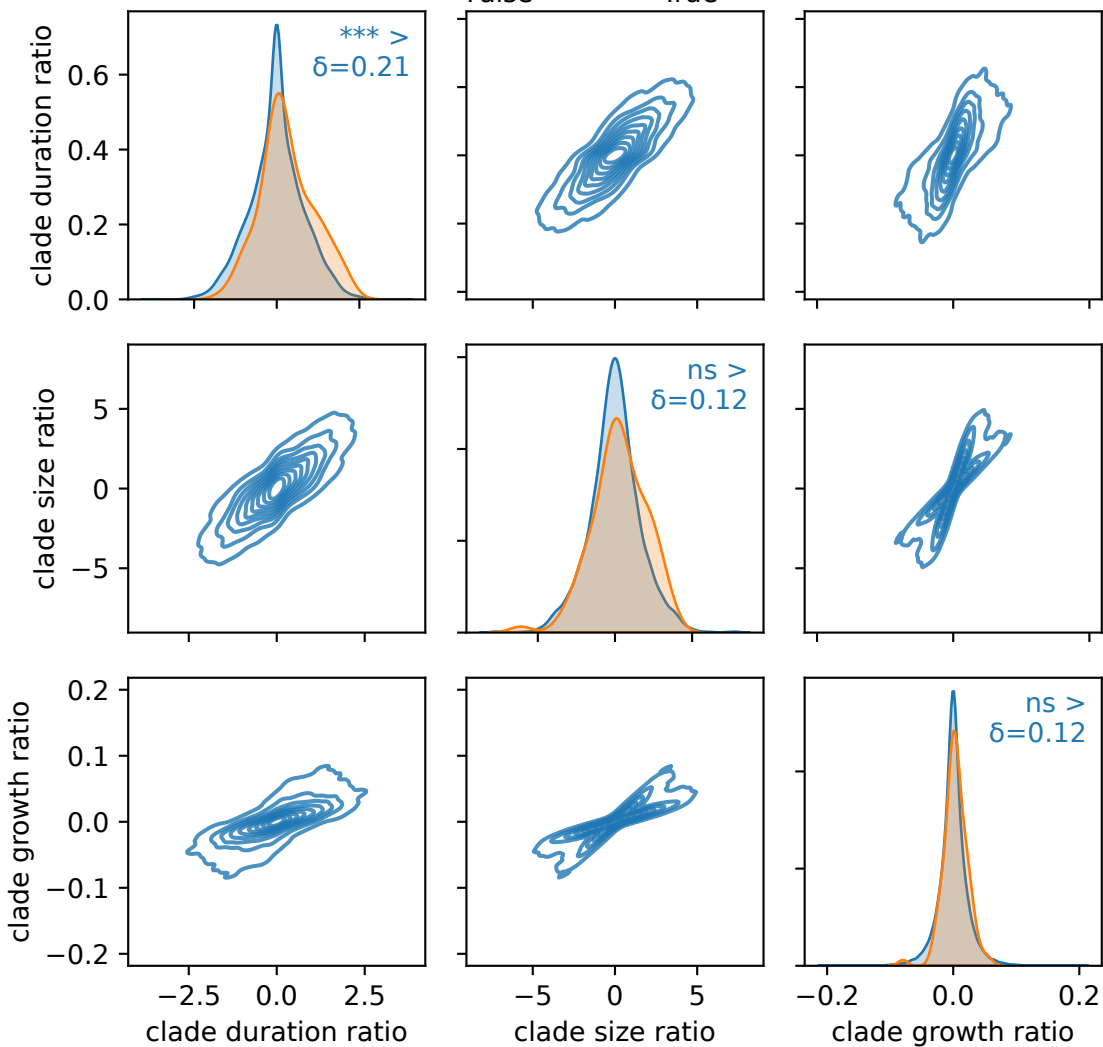 False True
clade duration ratio
0.6
0.4
0.2
0.0
*** >
δ=0.21
clade size ratio
5
0
−5
ns >
δ=0.12
clade growth ratio
0.2
0.1
0.0
−0.1
−0.2
ns >
δ=0.12
−2.5 0.0 2.5
−5 0 5
−0.2 0.0 0.2
clade duration ratio
clade size ratio
clade growth ratio